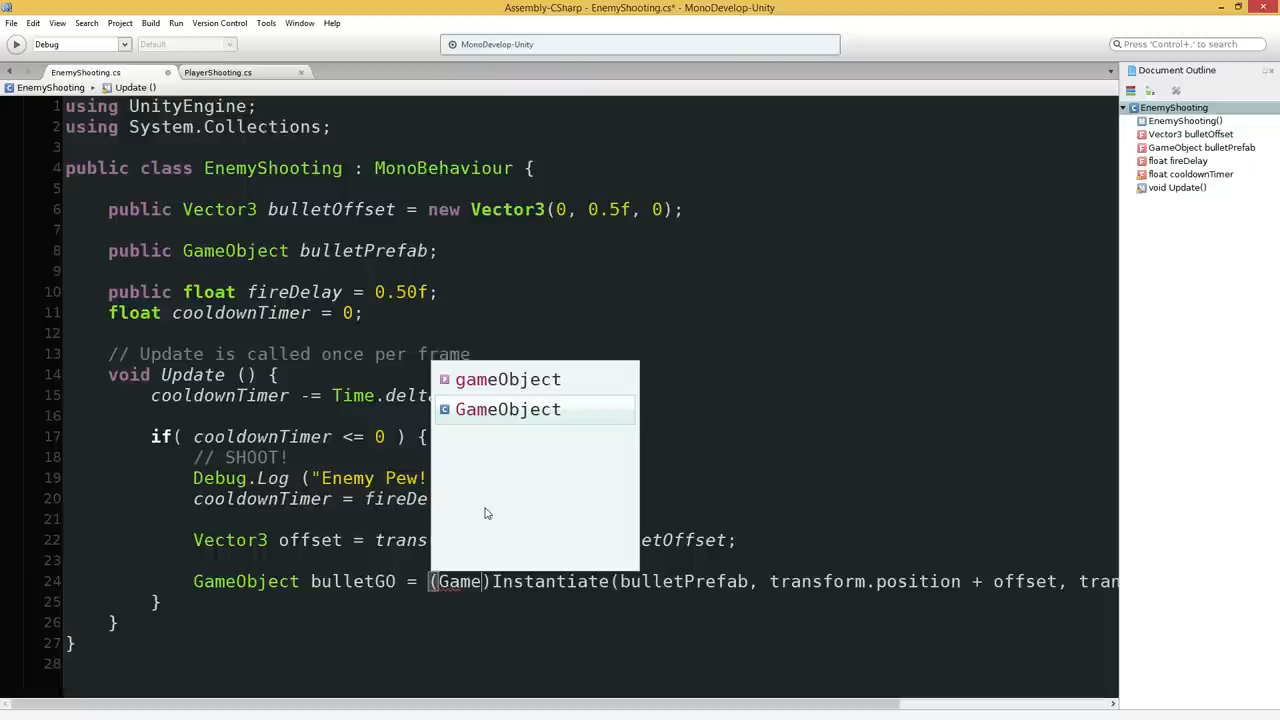 Assembly-CSharp - EnemyShooting.cs* - MonoDevelop-Unity
File Edit View Search Project Build Run Version Control Tools Window Help
Debug Default MonoDevelop-Unity Press 'Control+.' to search
EnemyShooting.cs PlayerShooting.cs
EnemyShooting Update ()
1 using UnityEngine;
2 using System.Collections;
3
4 public class EnemyShooting : MonoBehaviour {
5
6 public Vector3 bulletOffset = new Vector3(0, 0.5f, 0);
7
8 public GameObject bulletPrefab;
9
10 public float fireDelay = 0.50f;
11 float cooldownTimer = 0;
12
13 // Update is called once per frame
14 void Update () {
15 cooldownTimer -= Time.delt
16
17 if( cooldownTimer <= 0 ) {
18 // SHOOT!
19 Debug.Log ("Enemy Pew!
20 cooldownTimer = fireDe
21
22 Vector3 offset = trans etOffset;
23
24 GameObject bulletGO = (Game)Instantiate(bulletPrefab, transform.position + offset, tran
25 }
26 }
27 }
28
gameObject
GameObject
Document Outline
EnemyShooting
EnemyShooting()
Vector3 bulletOffset
GameObject bulletPrefab
float fireDelay
float cooldownTimer
void Update()